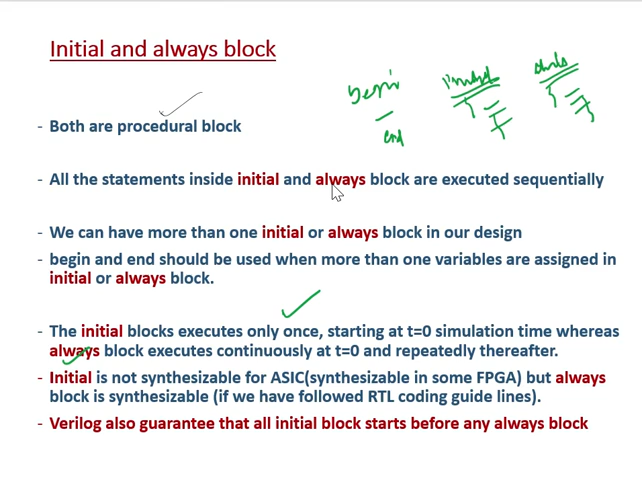 Initial and always block
begin
end
- Both are procedural block
- All the statements inside initial and always block are executed sequentially
- We can have more than one initial or always block in our design
- begin and end should be used when more than one variables are assigned in
initial or always block.
- The initial blocks executes only once, starting at t=0 simulation time whereas
always block executes continuously at t=0 and repeatedly thereafter.
- Initial is not synthesizable for ASIC(synthesizable in some FPGA) but always
block is synthesizable (if we have followed RTL coding guide lines).
- Verilog also guarantee that all initial block starts before any always block